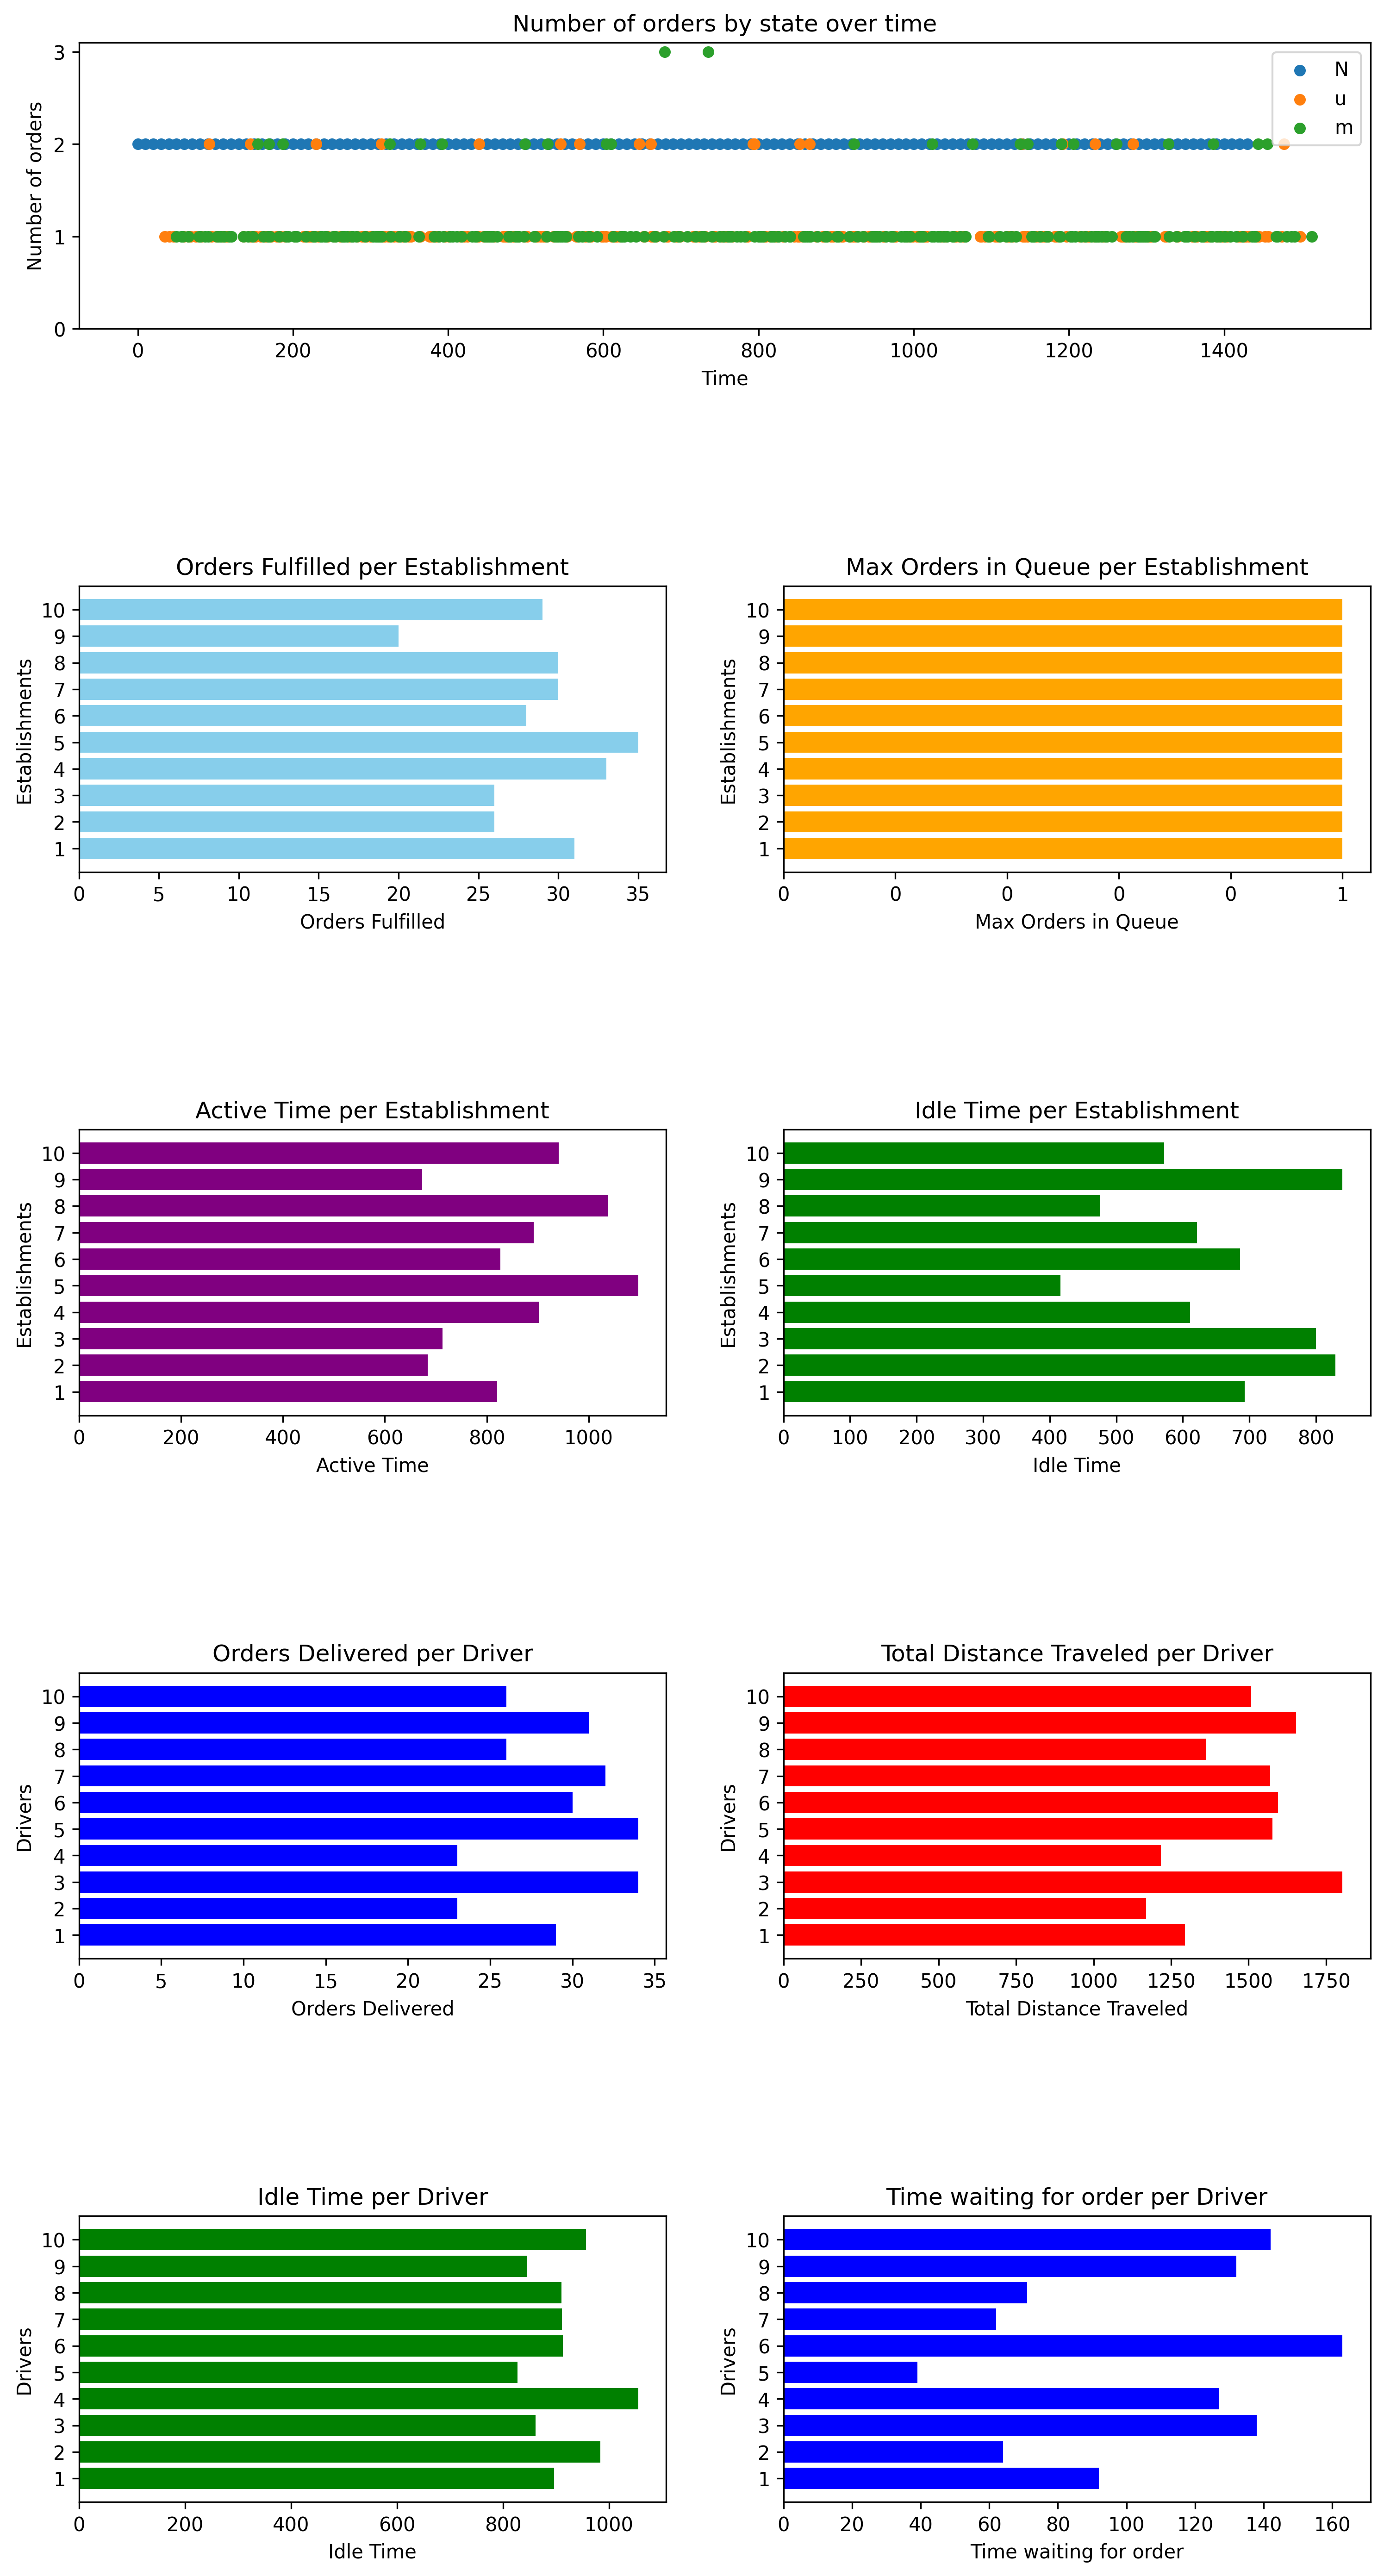 Number of orders by state over time
Number of orders
3
2
1
0
N
u
m
0 200 400 600 800 1000 1200 1400
Time
Orders Fulfilled per Establishment
Establishments
10
9
8
7
6
5
4
3
2
1
0 5 10 15 20 25 30 35
Orders Fulfilled
Max Orders in Queue per Establishment
Establishments
10
9
8
7
6
5
4
3
2
1
0 0 0 0 0 1
Max Orders in Queue
Active Time per Establishment
Establishments
10
9
8
7
6
5
4
3
2
1
0 200 400 600 800 1000
Active Time
Idle Time per Establishment
Establishments
10
9
8
7
6
5
4
3
2
1
0 100 200 300 400 500 600 700 800
Idle Time
Orders Delivered per Driver
Drivers
10
9
8
7
6
5
4
3
2
1
0 5 10 15 20 25 30 35
Orders Delivered
Total Distance Traveled per Driver
Drivers
10
9
8
7
6
5
4
3
2
1
0 250 500 750 1000 1250 1500 1750
Total Distance Traveled
Idle Time per Driver
Drivers
10
9
8
7
6
5
4
3
2
1
0 200 400 600 800 1000
Idle Time
Time waiting for order per Driver
Drivers
10
9
8
7
6
5
4
3
2
1
0 20 40 60 80 100 120 140 160
Time waiting for order